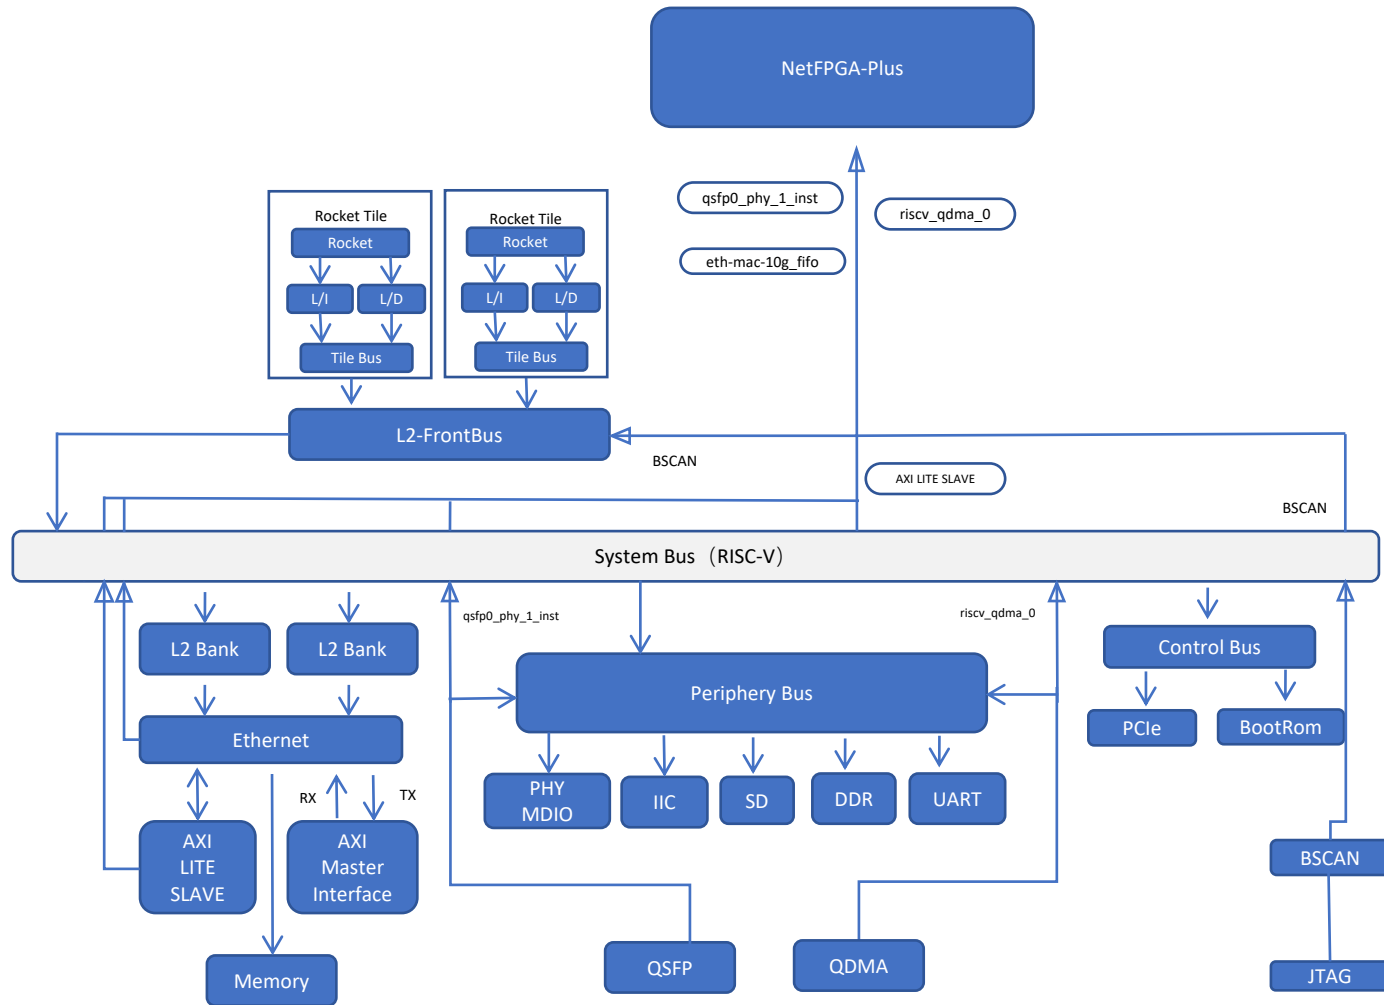 NetFPGA-Plus
qsfp0_phy_1_inst
riscv_qdma_0
eth-mac-10g_fifo
Rocket Tile
Rocket
L/I
L/D
Tile Bus
Rocket Tile
Rocket
L/I
L/D
Tile Bus
L2-FrontBus
BSCAN
AXI LITE SLAVE
BSCAN
System Bus（RISC-V）
qsfp0_phy_1_inst
riscv_qdma_0
L2 Bank
L2 Bank
Control Bus
Periphery Bus
Ethernet
PCIe
BootRom
RX
TX
PHY
MDIO
IIC
SD
DDR
UART
AXI
LITE
SLAVE
AXI
Master
Interface
BSCAN
Memory
QSFP
QDMA
JTAG